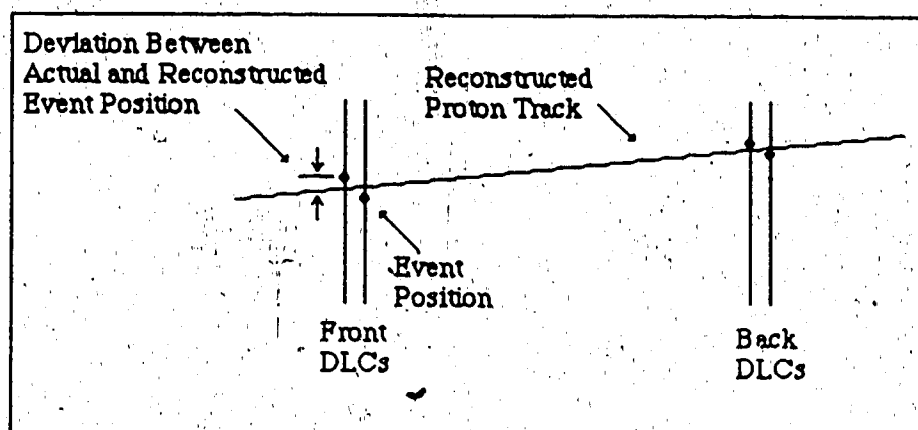 Deviation Between
Actual and Reconstructed
Event Position
Reconstructed
Proton Track
Event
Position
Front
DLCs
Back
DLCs